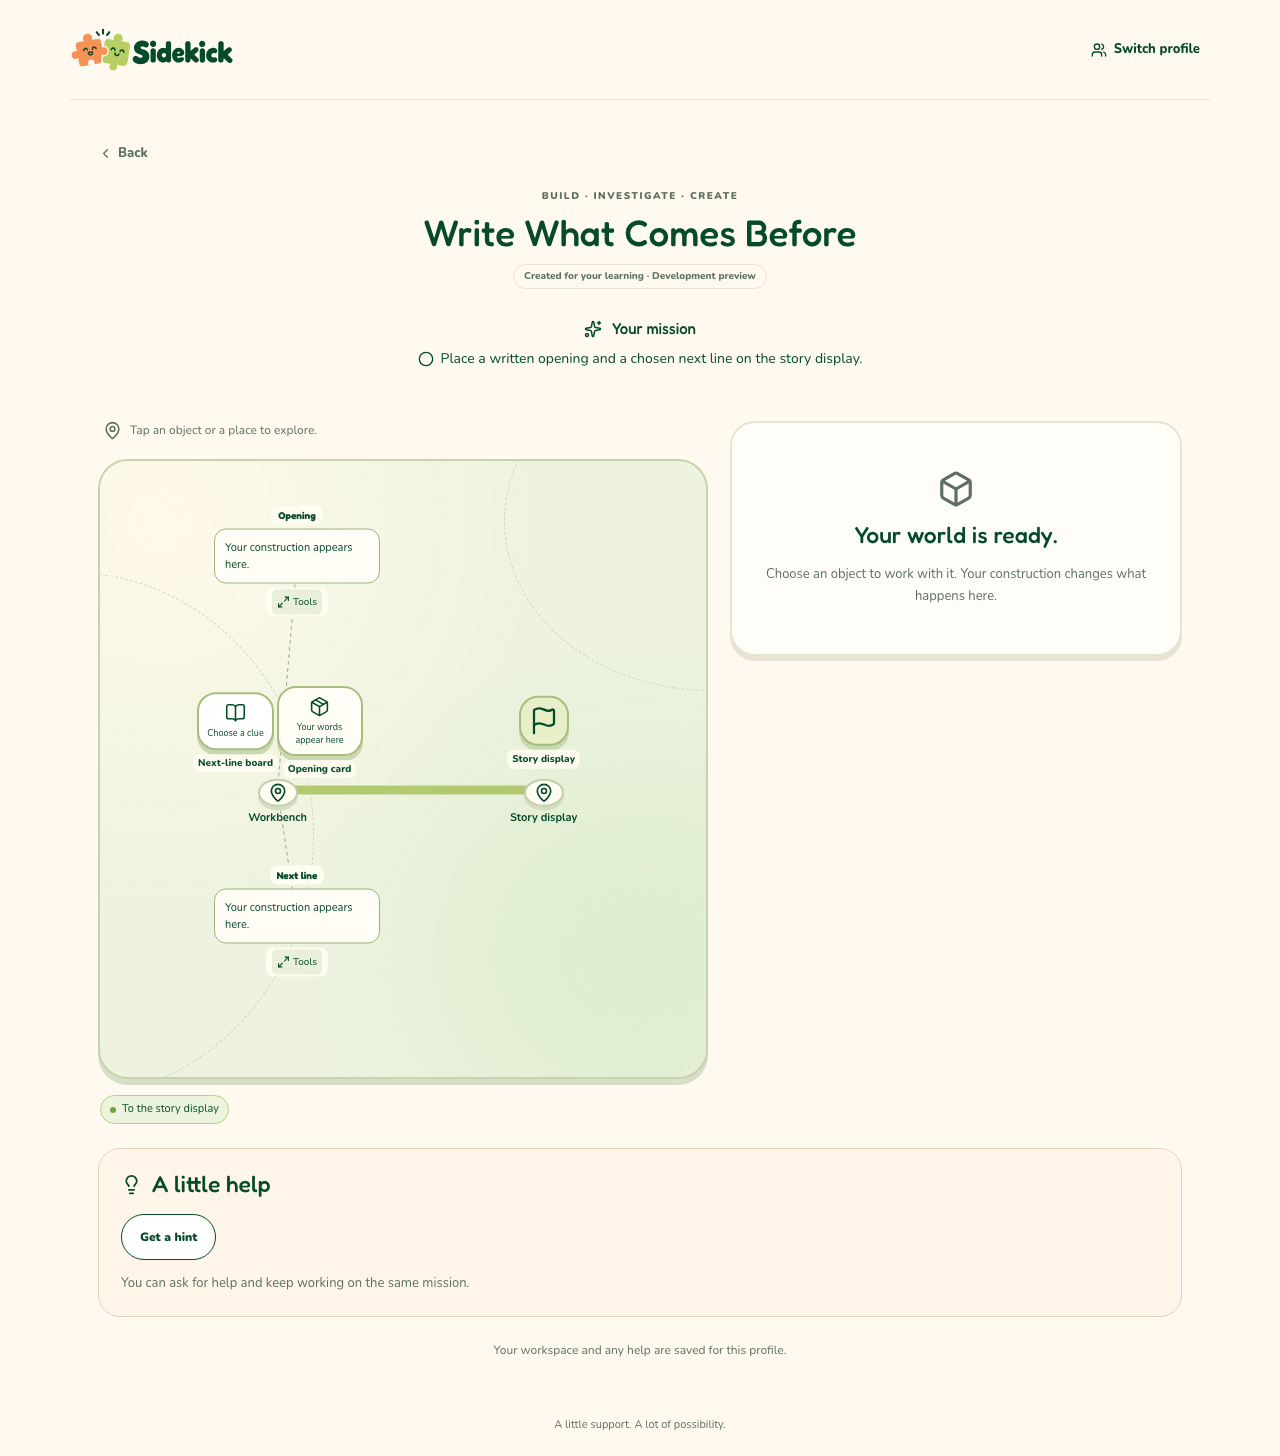 Sidekick
Switch profile
Back
BUILD · INVESTIGATE · CREATE
Write What Comes Before
Created for your learning · Development preview
Your mission
Place a written opening and a chosen next line on the story display.
Tap an object or a place to explore.
Opening
Your construction appears
here.
Tools
Choose a clue
Next-line board
Your words
appear here
Opening card
Story display
Workbench
Story display
Next line
Your construction appears
here.
Tools
To the story display
Your world is ready.
Choose an object to work with it. Your construction changes what
happens here.
A little help
Get a hint
You can ask for help and keep working on the same mission.
Your workspace and any help are saved for this profile.
A little support. A lot of possibility.